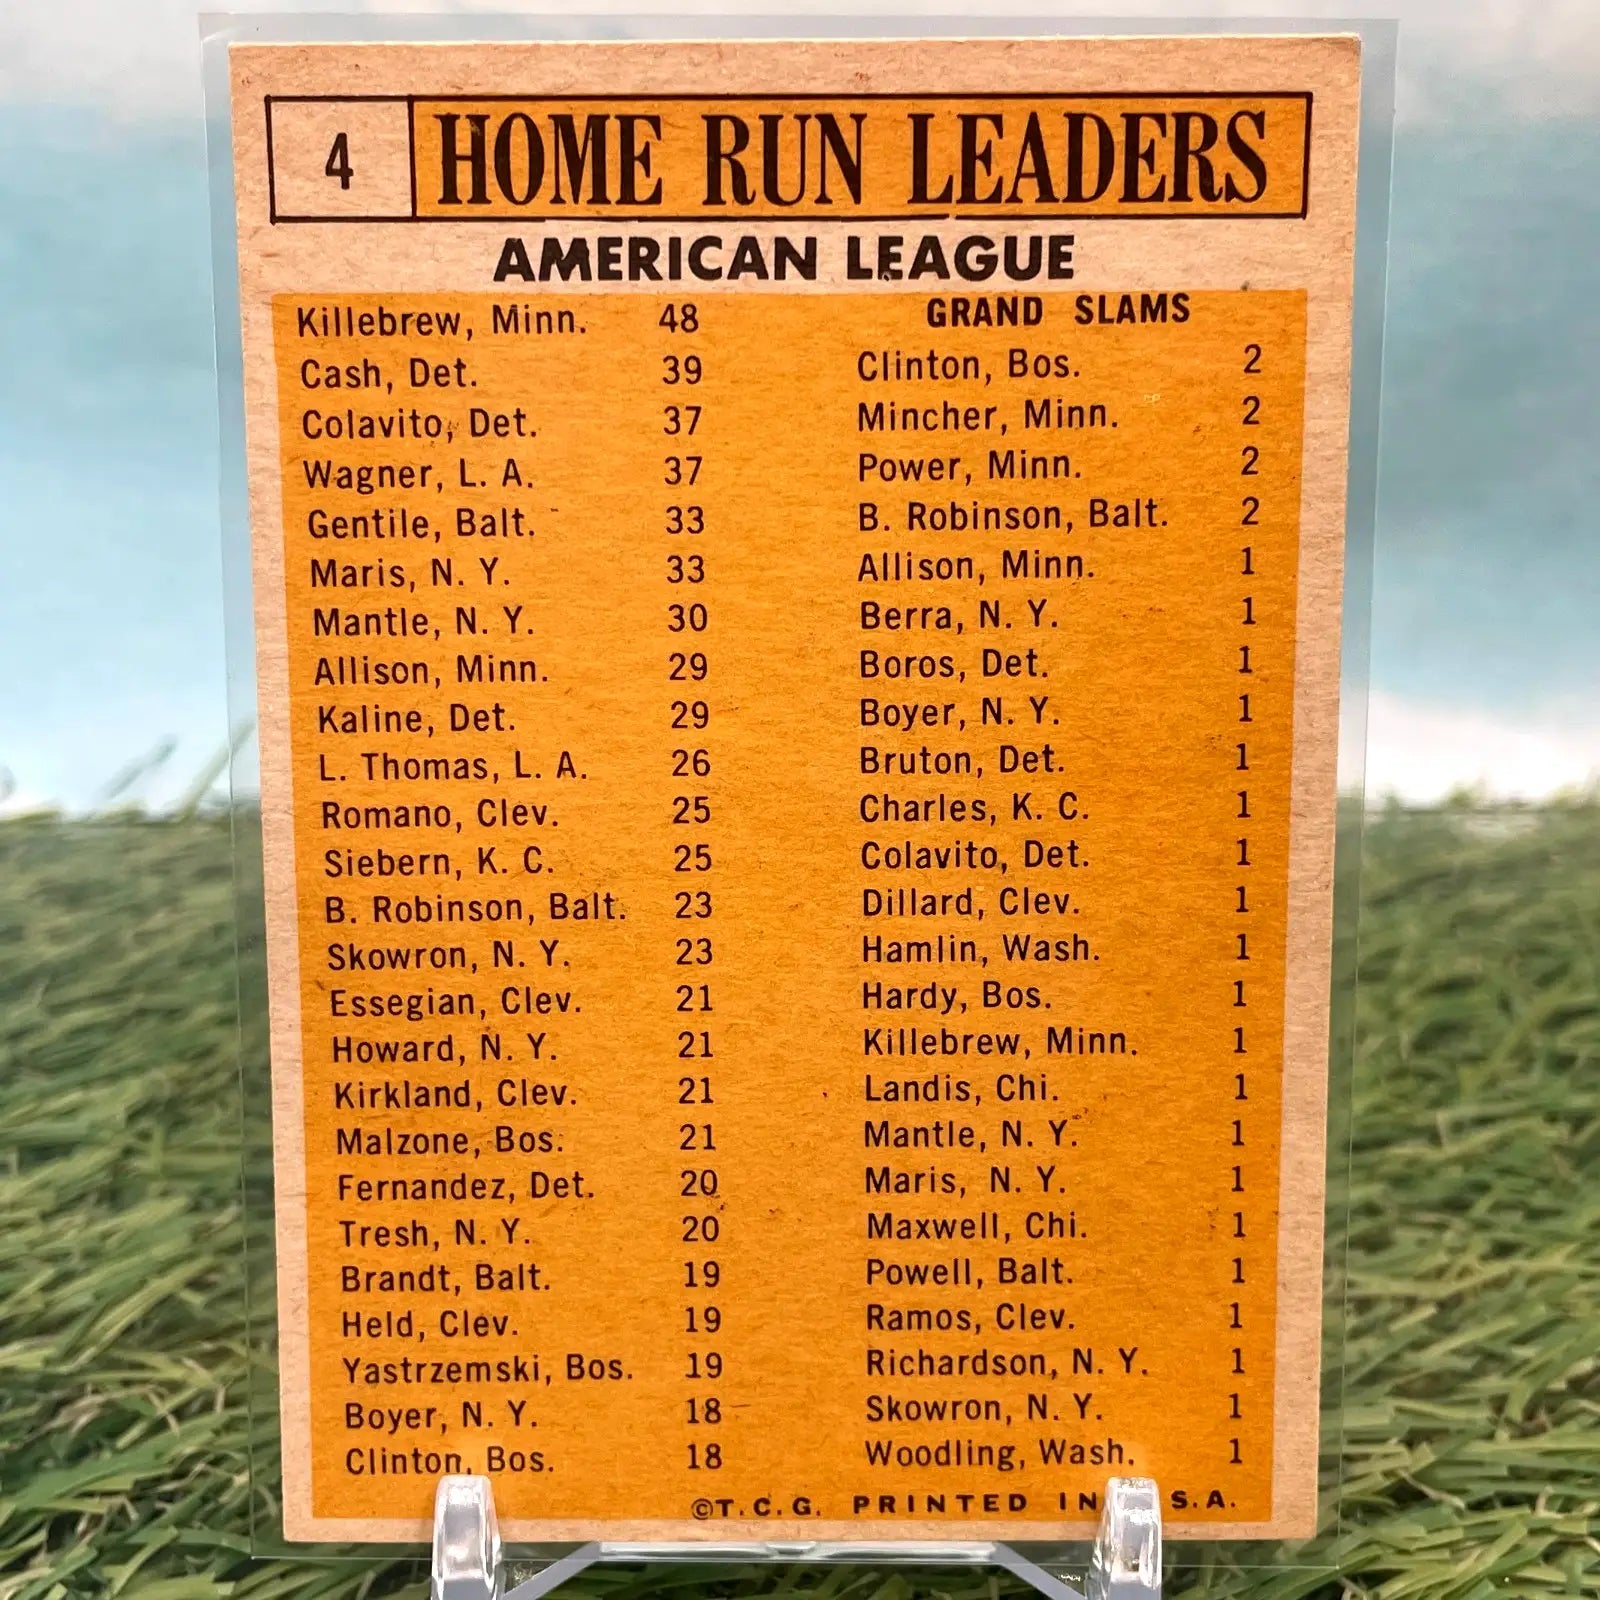 4 HOME RUN LEADERS
AMERICAN LEAGUE
Killebrew, Minn. 48
Cash, Det. 39
Colavito, Det. 37
Wagner, L. A. 37
Gentile, Balt. 33
Maris, N. Y. 33
Mantle, N. Y. 30
Allison, Minn. 29
Kaline, Det. 29
L. Thomas, L. A. 26
Romano, Clev. 25
Siebern, K. C. 25
B. Robinson, Balt. 23
Skowron, N. Y. 23
Essegian, Clev. 21
Howard, N. Y. 21
Kirkland, Clev. 21
Malzone, Bos. 21
Fernandez, Det. 20
Tresh, N. Y. 20
Brandt, Balt. 19
Held, Clev. 19
Yastrzemski, Bos. 19
Boyer, N. Y. 18
Clinton, Bos. 18
GRAND SLAMS
Clinton, Bos. 2
Mincher, Minn. 2
Power, Minn. 2
B. Robinson, Balt. 2
Allison, Minn. 1
Berra, N. Y. 1
Boros, Det. 1
Boyer, N. Y. 1
Bruton, Det. 1
Charles, K. C. 1
Colavito, Det. 1
Dillard, Clev. 1
Hamlin, Wash. 1
Hardy, Bos. 1
Killebrew, Minn. 1
Landis, Chi. 1
Mantle, N. Y. 1
Maris, N. Y. 1
Maxwell, Chi. 1
Powell, Balt. 1
Ramos, Clev. 1
Richardson, N. Y. 1
Skowron, N. Y. 1
Woodling, Wash. 1
©T. C. G. PRINTED IN S. A.